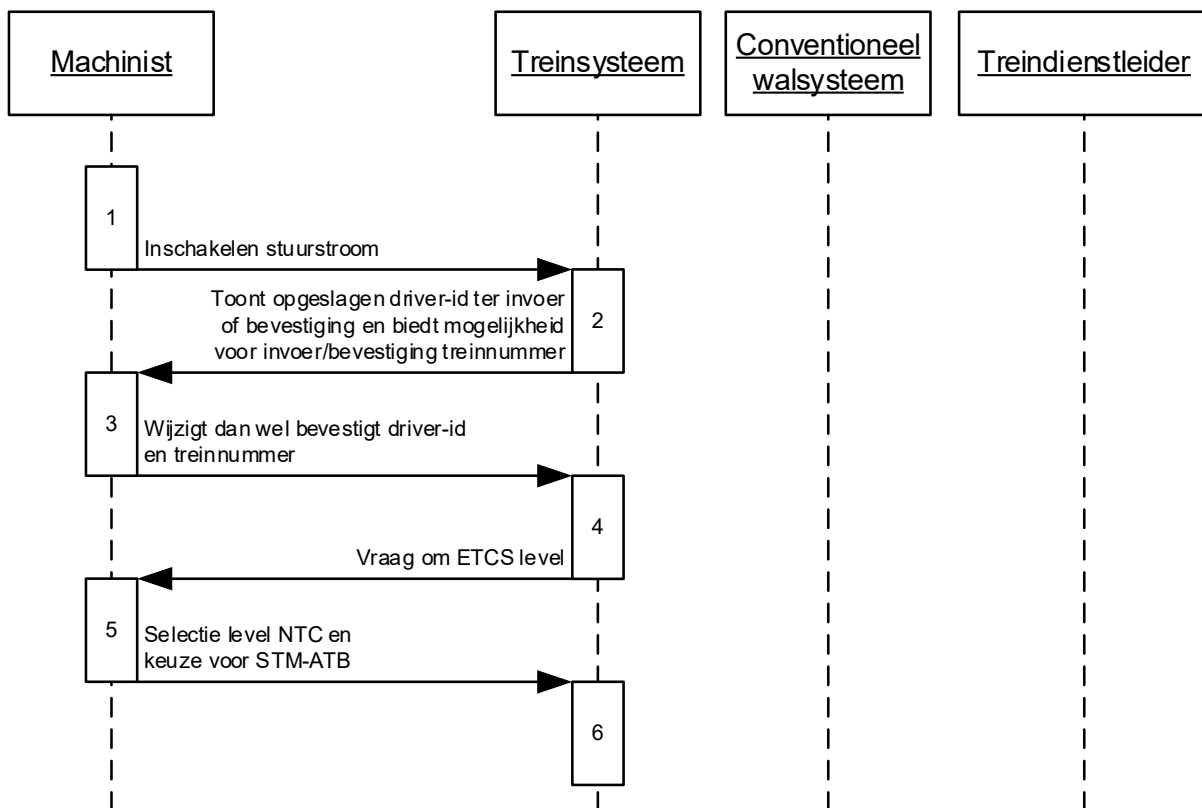 Machinist
Treinsysteem
Conventioneel
walsysteem
Treindienstleider
1
Inschakelen stuurstroom
Toont opgeslagen driver-id ter invoer
of bevestiging en biedt mogelijkheid
voor invoer/bevestiging treinnummer
2
3
Wijzigt dan wel bevestigt driver-id
en treinnummer
4
Vraag om ETCS level
5
Selectie level NTC en
keuze voor STM-ATB
6